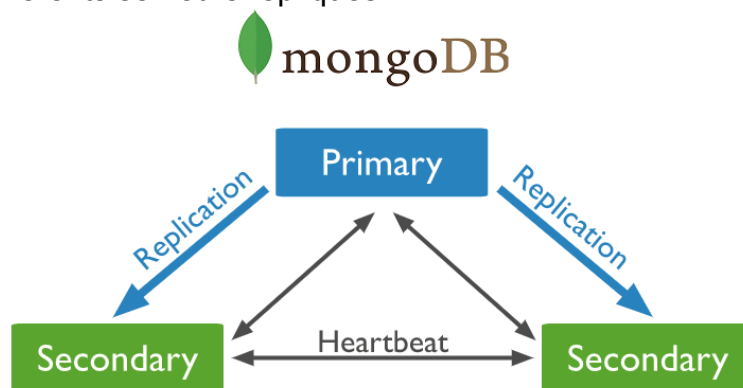 mongoDB
Primary
Replication
Replication
Heartbeat
Secondary
Secondary